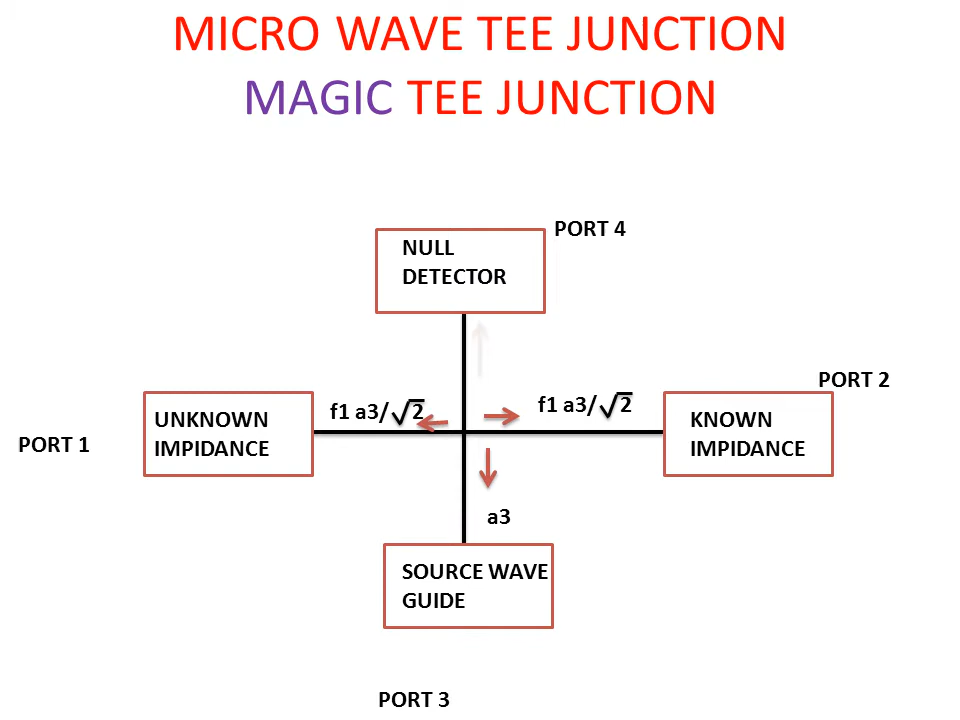 MICRO WAVE TEE JUNCTION
MAGIC TEE JUNCTION
PORT 4
NULL
DETECTOR
PORT 2
f1 a3/√2
f1 a3/√2
UNKNOWN
IMPIDANCE
KNOWN
IMPIDANCE
PORT 1
a3
SOURCE WAVE
GUIDE
PORT 3